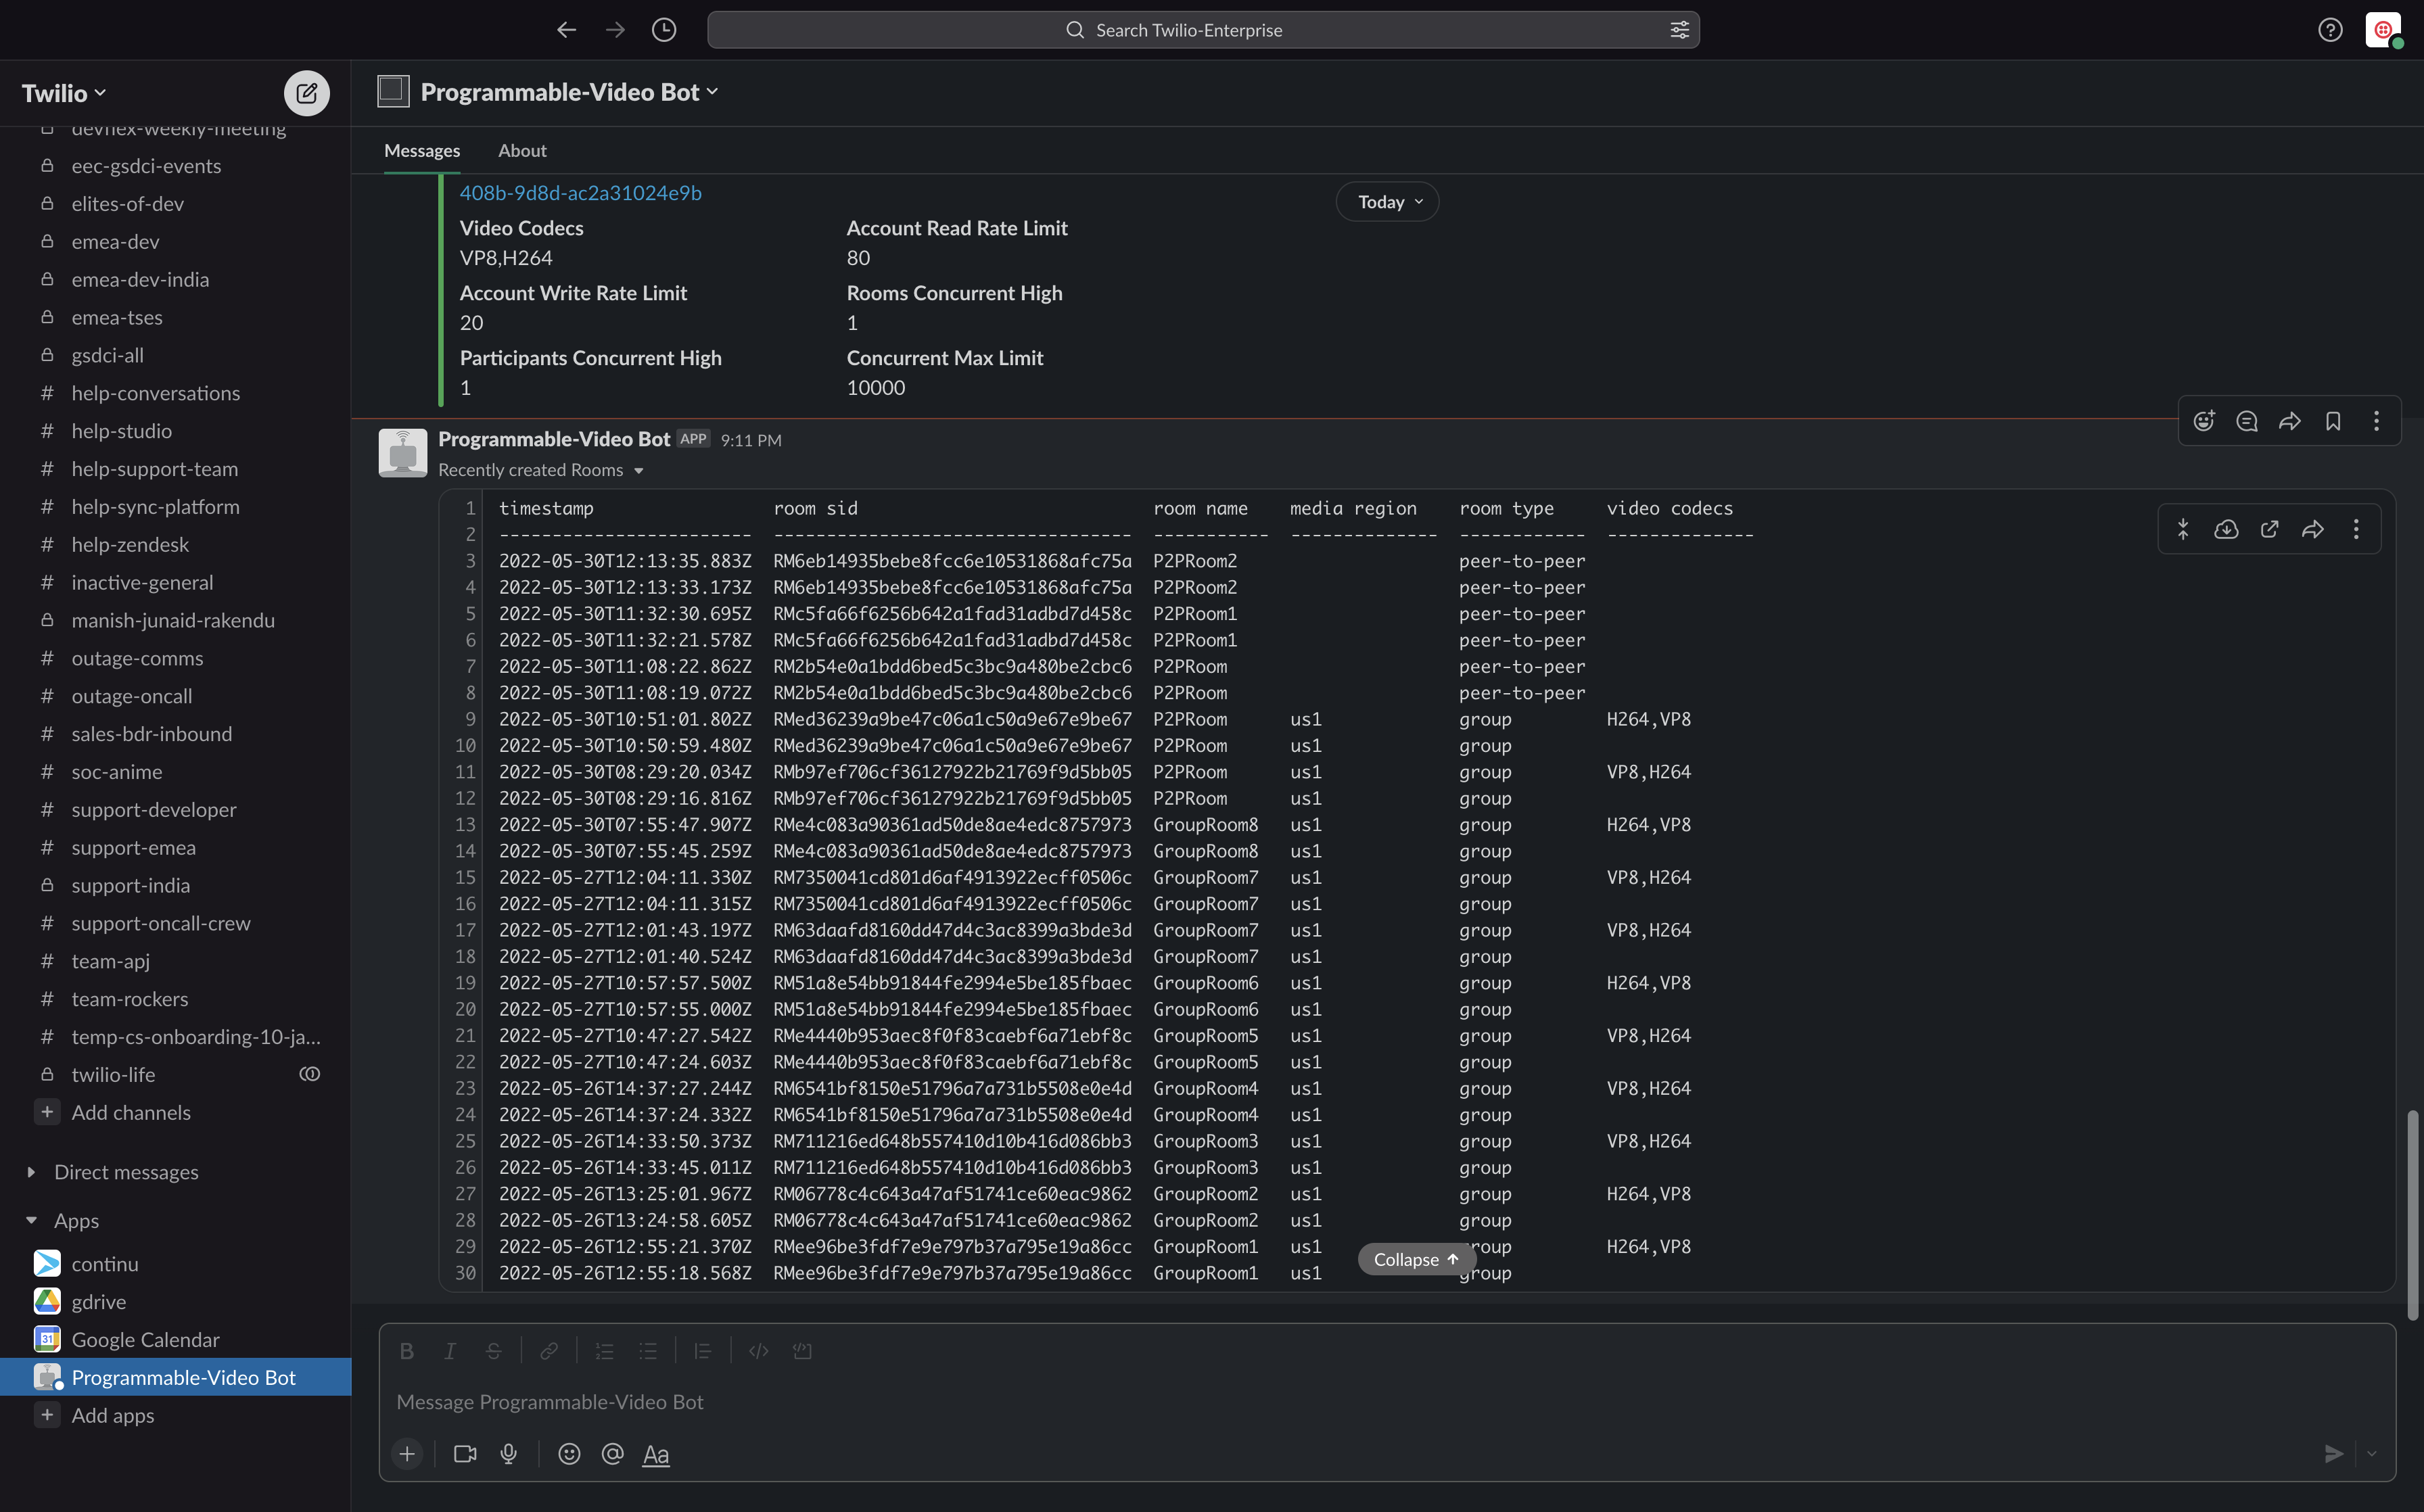 Search Twilio-Enterprise
Twilio
devflex-weekly-meeting
eec-gsdci-events
elites-of-dev
emea-dev
emea-dev-india
emea-tses
gsdci-all
help-conversations
help-studio
help-support-team
help-sync-platform
help-zendesk
inactive-general
manish-junaid-rakendu
outage-comms
outage-oncall
sales-bdr-inbound
soc-anime
support-developer
support-emea
support-india
support-oncall-crew
team-apj
team-rockers
temp-cs-onboarding-10-ja...
twilio-life
Add channels
Direct messages
Apps
continu
gdrive
31 Google Calendar
Programmable-Video Bot
Add apps
Programmable-Video Bot
Messages About
408b-9d8d-ac2a31024e9b
Today
Video Codecs Account Read Rate Limit
VP8,H264 80
Account Write Rate Limit Rooms Concurrent High
20 1
Participants Concurrent High Concurrent Max Limit
1 10000
Programmable-Video Bot APP 9:11 PM
Recently created Rooms
1 timestamp room sid room name media region room type video codecs
2 ------------------------ ---------------------------------- ----------- -------------- ------------ --------------
3 2022-05-30T12:13:35.883Z RM6eb14935bebe8fcc6e10531868afc75a P2PRoom2 peer-to-peer
4 2022-05-30T12:13:33.173Z RM6eb14935bebe8fcc6e10531868afc75a P2PRoom2 peer-to-peer
5 2022-05-30T11:32:30.695Z RMc5fa66f6256b642a1fad31adbd7d458c P2PRoom1 peer-to-peer
6 2022-05-30T11:32:21.578Z RMc5fa66f6256b642a1fad31adbd7d458c P2PRoom1 peer-to-peer
7 2022-05-30T11:08:22.862Z RM2b54e0a1bdd6bed5c3bc9a480be2cbc6 P2PRoom peer-to-peer
8 2022-05-30T11:08:19.072Z RM2b54e0a1bdd6bed5c3bc9a480be2cbc6 P2PRoom peer-to-peer
9 2022-05-30T10:51:01.802Z RMed36239a9be47c06a1c50a9e67e9be67 P2PRoom us1 group H264,VP8
10 2022-05-30T10:50:59.480Z RMed36239a9be47c06a1c50a9e67e9be67 P2PRoom us1 group
11 2022-05-30T08:29:20.034Z RMb97ef706cf36127922b21769f9d5bb05 P2PRoom us1 group VP8,H264
12 2022-05-30T08:29:16.816Z RMb97ef706cf36127922b21769f9d5bb05 P2PRoom us1 group
13 2022-05-30T07:55:47.907Z RMe4c083a90361ad50de8ae4edc8757973 GroupRoom8 us1 group H264,VP8
14 2022-05-30T07:55:45.259Z RMe4c083a90361ad50de8ae4edc8757973 GroupRoom8 us1 group
15 2022-05-27T12:04:11.330Z RM7350041cd801d6af4913922ecff0506c GroupRoom7 us1 group VP8,H264
16 2022-05-27T12:04:11.315Z RM7350041cd801d6af4913922ecff0506c GroupRoom7 us1 group
17 2022-05-27T12:01:43.197Z RM63daafd8160dd47d4c3ac8399a3bde3d GroupRoom7 us1 group VP8,H264
18 2022-05-27T12:01:40.524Z RM63daafd8160dd47d4c3ac8399a3bde3d GroupRoom7 us1 group
19 2022-05-27T10:57:57.500Z RM51a8e54bb91844fe2994e5be185fbaec GroupRoom6 us1 group H264,VP8
20 2022-05-27T10:57:55.000Z RM51a8e54bb91844fe2994e5be185fbaec GroupRoom6 us1 group
21 2022-05-27T10:47:27.542Z RMe4440b953aec8f0f83caebf6a71ebf8c GroupRoom5 us1 group VP8,H264
22 2022-05-27T10:47:24.603Z RMe4440b953aec8f0f83caebf6a71ebf8c GroupRoom5 us1 group
23 2022-05-26T14:37:27.244Z RM6541bf8150e51796a7a731b5508e0e4d GroupRoom4 us1 group VP8,H264
24 2022-05-26T14:37:24.332Z RM6541bf8150e51796a7a731b5508e0e4d GroupRoom4 us1 group
25 2022-05-26T14:33:50.373Z RM711216ed648b557410d10b416d086bb3 GroupRoom3 us1 group VP8,H264
26 2022-05-26T14:33:45.011Z RM711216ed648b557410d10b416d086bb3 GroupRoom3 us1 group
27 2022-05-26T13:25:01.967Z RM06778c4c643a47af51741ce60eac9862 GroupRoom2 us1 group H264,VP8
28 2022-05-26T13:24:58.605Z RM06778c4c643a47af51741ce60eac9862 GroupRoom2 us1 group
29 2022-05-26T12:55:21.370Z RMee96be3fdf7e9e797b37a795e19a86cc GroupRoom1 us1 group H264,VP8
30 2022-05-26T12:55:18.568Z RMee96be3fdf7e9e797b37a795e19a86cc GroupRoom1 us1 group
Collapse
Message Programmable-Video Bot
Aa